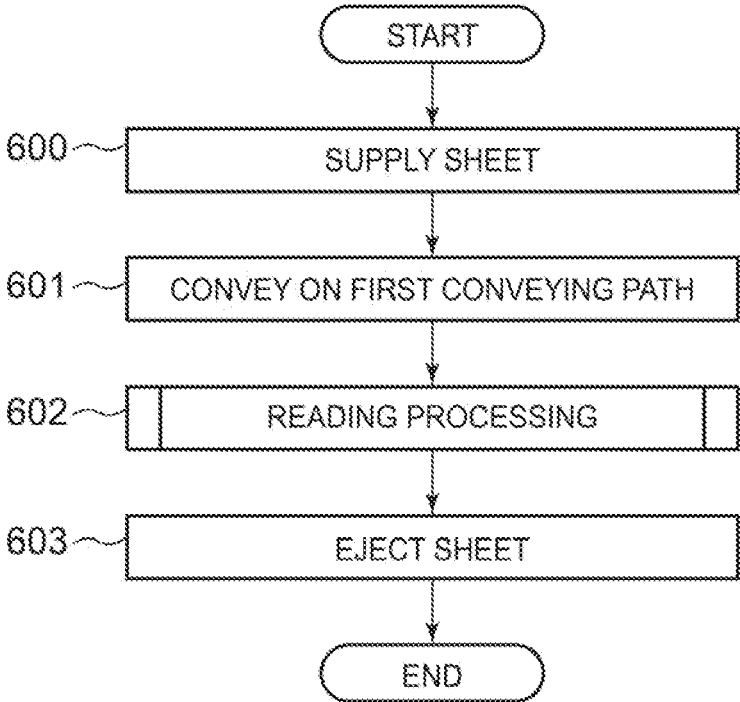 START
600 SUPPLY SHEET
601 CONVEY ON FIRST CONVEYING PATH
602 READING PROCESSING
603 EJECT SHEET
END